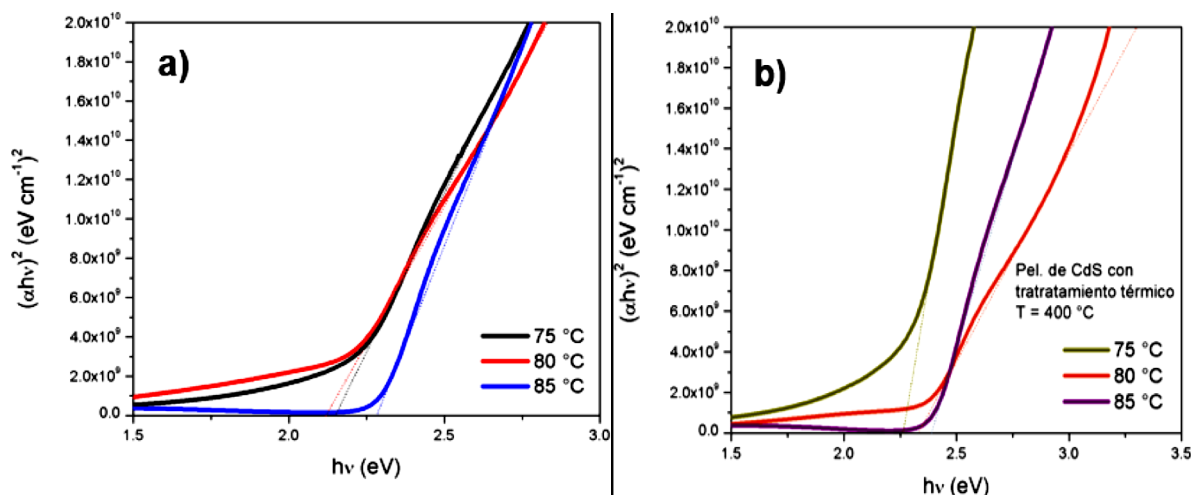 a)
2.0x10^10
1.8x10^10
1.6x10^10
1.4x10^10
1.2x10^10
1.0x10^10
8.0x10^9
6.0x10^9
4.0x10^9
2.0x10^9
0.0
(αhν)^2 (eV cm^-1)^2
75 °C
80 °C
85 °C
1.5 2.0 2.5 3.0
hν (eV)
b)
2.0x10^10
1.8x10^10
1.6x10^10
1.4x10^10
1.2x10^10
1.0x10^10
8.0x10^9
6.0x10^9
4.0x10^9
2.0x10^9
0.0
(αhν)^2 (eV cm^-1)^2
Pel. de CdS con
tratratamiento térmico
T = 400 °C
75 °C
80 °C
85 °C
1.5 2.0 2.5 3.0 3.5
hν (eV)